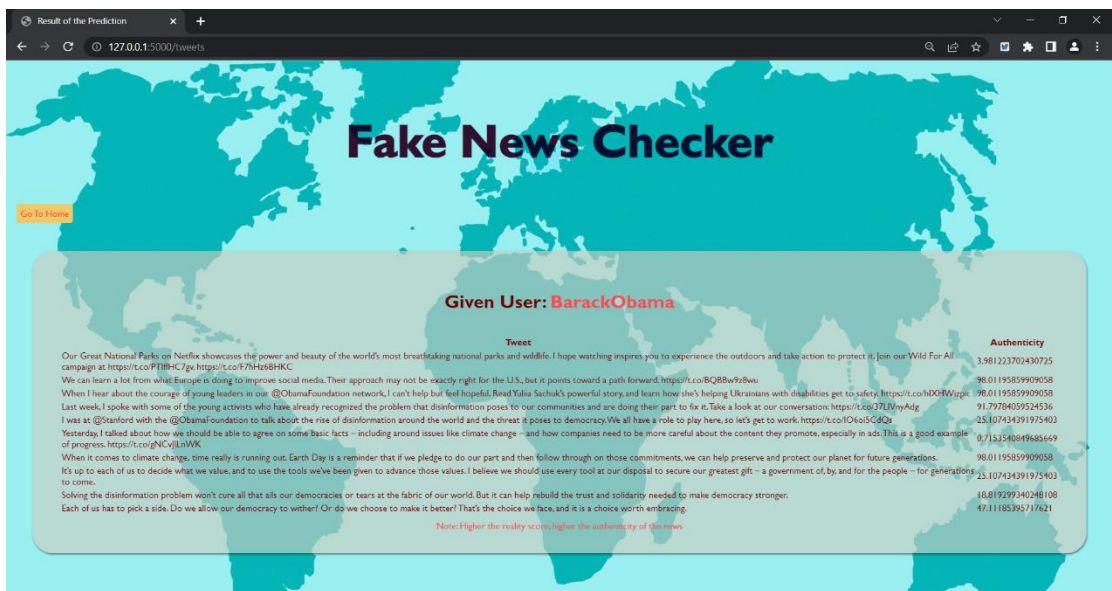 Result of the Prediction
127.0.0.1:5000/tweets
Fake News Checker
Go To Home
Given User: BarackObama
Tweet Authenticity
Our Great National Parks on Netflix showcases the power and beauty of the world's most breathtaking national parks and wildlife. I hope watching inspires you to experience the outdoors and take action to protect it. Join our Wild For All
campaign at 3.981223702430725
We can learn a lot from what Europe is doing to improve social media. Their approach may not be exactly right for the U.S., but it points toward a path forward. https://t.co/BQBBw9z8wu 98.01195859909058
When I hear about the courage of young leaders in our @ObamaFoundation network, I can't help but feel hopeful. Read Yuliia Sachuk's powerful story, and learn how she's helping Ukrainians with disabilities get to safety. 98.01195859909058
Last week, I spoke with some of the young activists who have already recognized the problem that disinformation poses to our communities and are doing their part to fix it. Take a look at our conversation: 91.79784059524536
I was at @Stanford with the @ObamaFoundation to talk about the rise of disinformation around the world and the threat it poses to democracy. We all have a role to play here, so let's get to work. https://t.co/IO6oi5CdQs 25.107434391975403
Yesterday, I talked about how we should be able to agree on some basic facts – including around issues like climate change – and how companies need to be more careful about the content they promote, especially in ads. This is a good example 0.7153540849685669
of progress.
When it comes to climate change, time really is running out. Earth Day is a reminder that if we pledge to do our part and then follow through on those commitments, we can help preserve and protect our planet for future generations. 98.01195859909058
It's up to each of us to decide what we value, and to use the tools we've been given to advance those values. I believe we should use every tool at our disposal to secure our greatest gift – a government of, by, and for the people – for generations 25.107434391975403
to come.
Solving the disinformation problem won't cure all that ails our democracies or tears at the fabric of our world. But it can help rebuild the trust and solidarity needed to make democracy stronger. 18.819299340248108
Each of us has to pick a side. Do we allow our democracy to wither? Or do we choose to make it better? That's the choice we face, and it is a choice worth embracing. 47.11185395717621
Note: Higher the reality score, higher the authenticity of the news